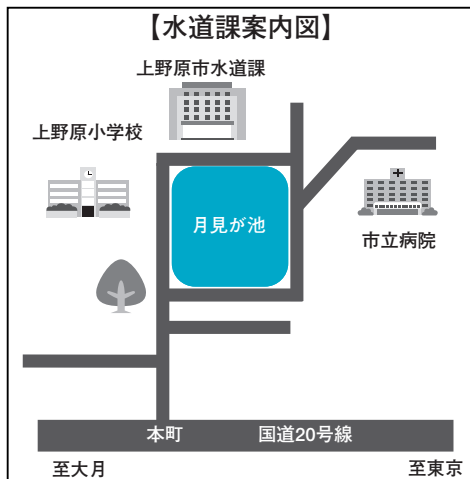 【水道課案内図】
上野原市水道課
上野原小学校
月見が池
市立病院
本町
国道20号線
至大月
至東京